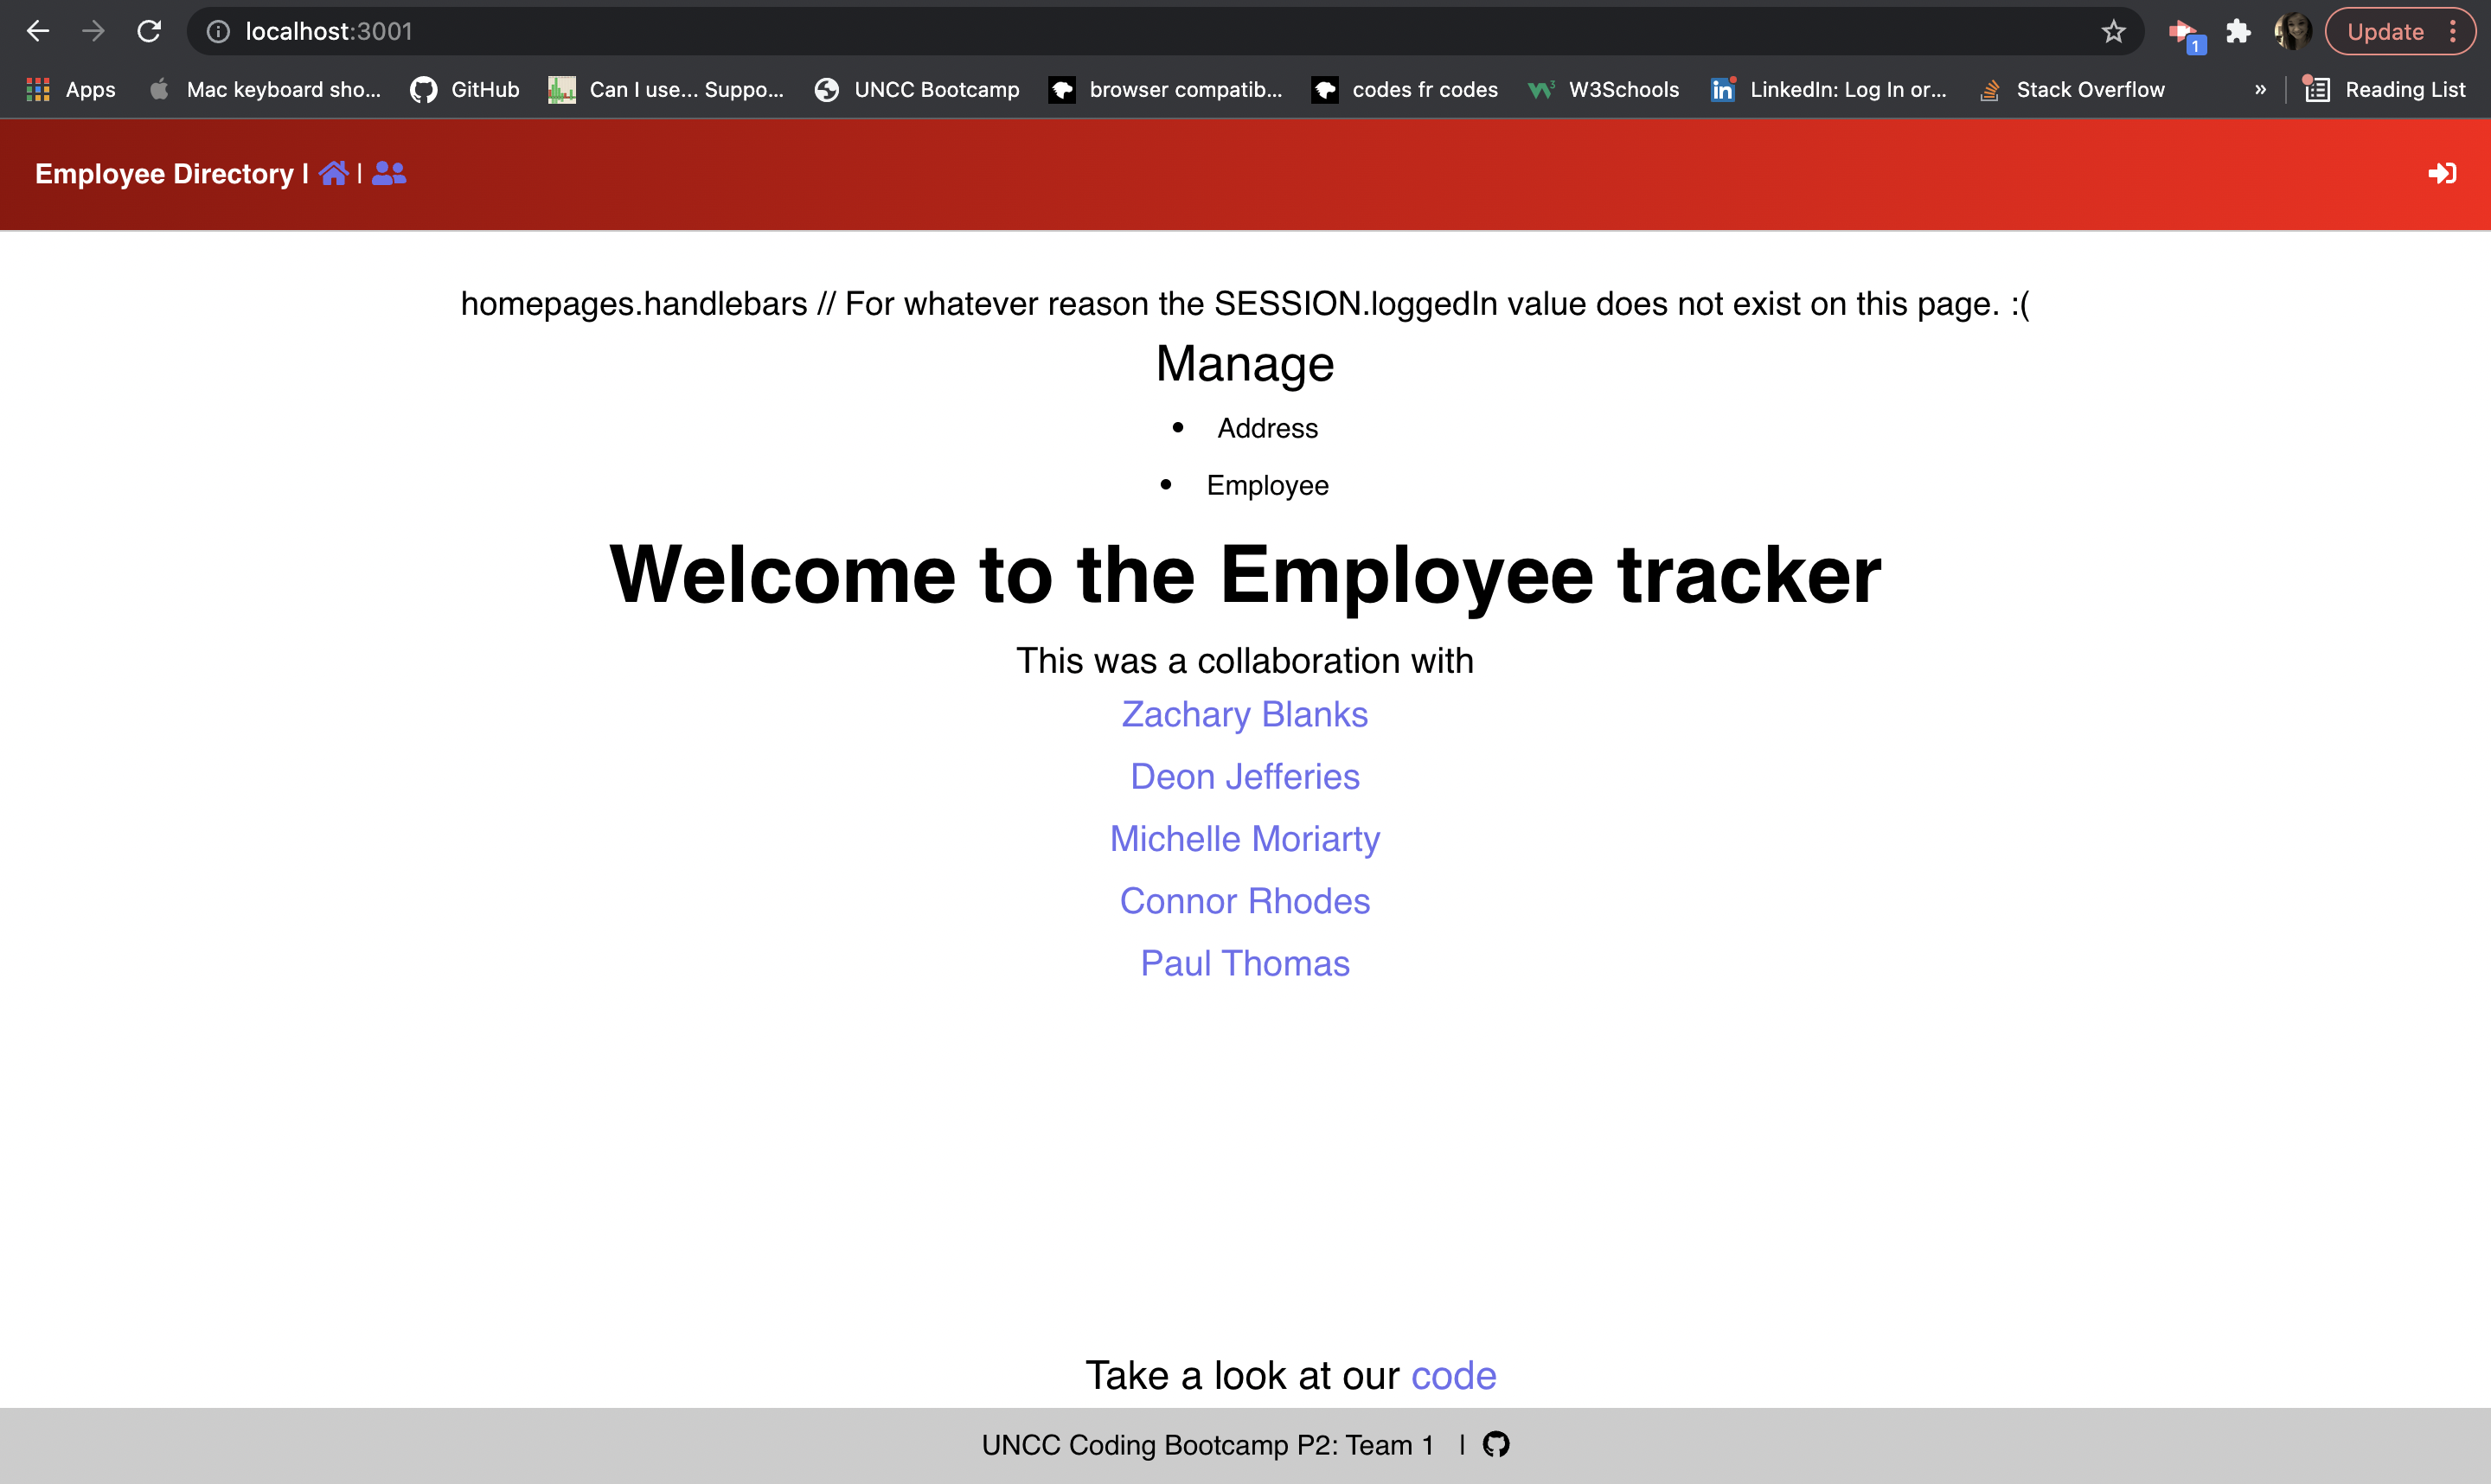 localhost:3001
Update
1
Apps
Mac keyboard sho...
GitHub
Can I use... Suppo...
UNCC Bootcamp
browser compatib...
codes fr codes
W3Schools
LinkedIn: Log In or...
Stack Overflow
»
Reading List
Employee Directory | |
homepages.handlebars // For whatever reason the SESSION.loggedIn value does not exist on this page. :(
Manage
• Address
• Employee
Welcome to the Employee tracker
This was a collaboration with
Zachary Blanks
Deon Jefferies
Michelle Moriarty
Connor Rhodes
Paul Thomas
Take a look at our code
UNCC Coding Bootcamp P2: Team 1 |